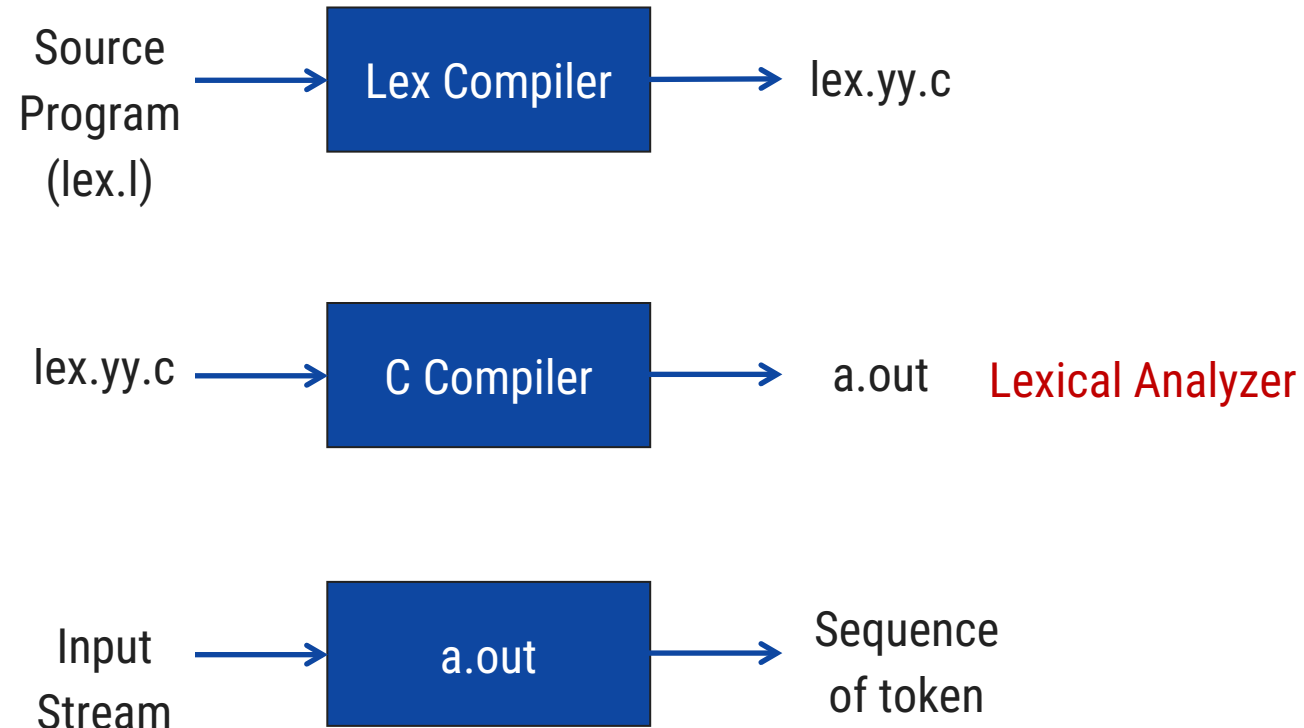 Source
Program
(lex.l)
Lex Compiler
lex.yy.c
lex.yy.c
C Compiler
a.out
Lexical Analyzer
Input
Stream
a.out
Sequence
of token